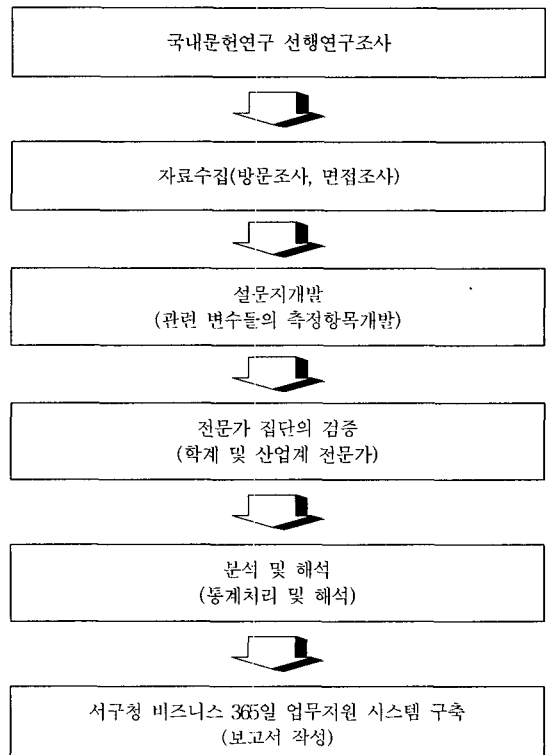 국내문헌연구 선행연구조사
자료수집(방문조사, 면접조사)
설문지개발
(관련 변수들의 측정항목개발)
전문가 집단의 검증
(학계 및 산업계 전문가)
분석 및 해석
(통계처리 및 해석)
서구청 비즈니스 365일 업무지원 시스템 구축
(보고서 작성)